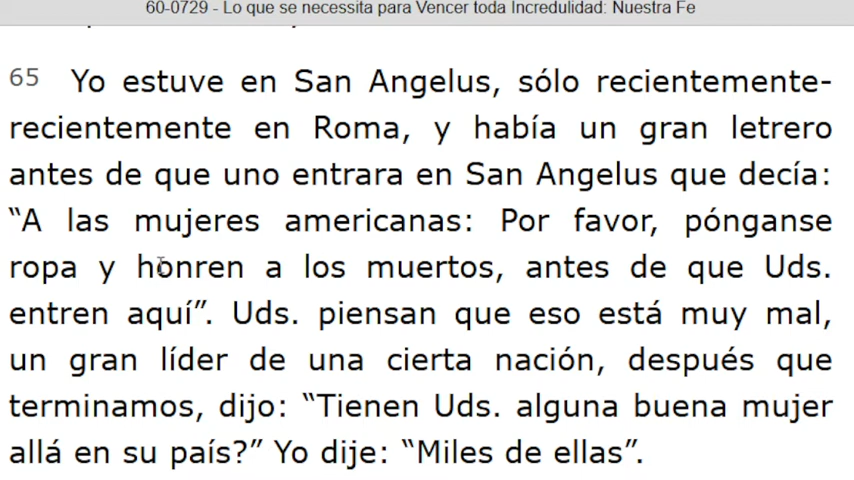 60-0729 - Lo que se necessita para Vencer toda Incredulidad: Nuestra Fe
65 Yo estuve en San Angelus, sólo recientemente-
recientemente en Roma, y había un gran letrero
antes de que uno entrara en San Angelus que decía:
“A las mujeres americanas: Por favor, pónganse
ropa y honren a los muertos, antes de que Uds.
entren aquí”. Uds. piensan que eso está muy mal,
un gran líder de una cierta nación, después que
terminamos, dijo: “Tienen Uds. alguna buena mujer
allá en su país?” Yo dije: “Miles de ellas”.